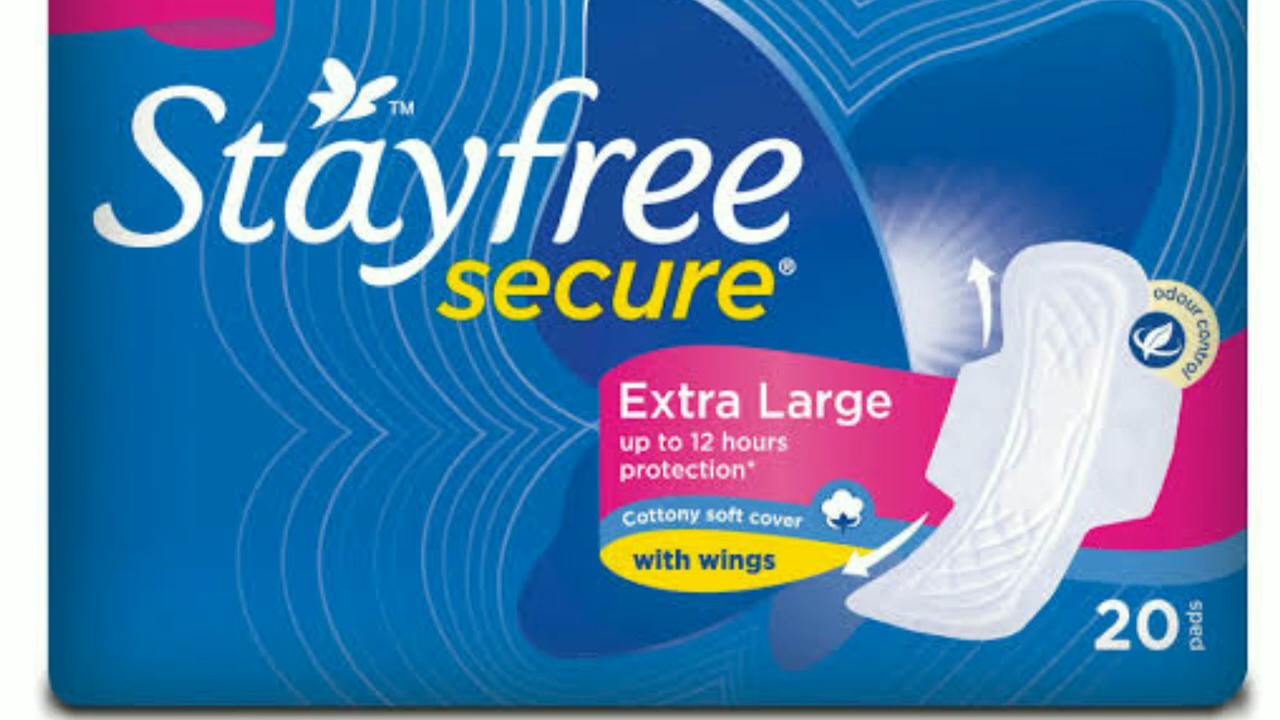 Stayfree™
secure®
odour control
Extra Large
up to 12 hours
protection*
Cottony soft cover
with wings
20 pads